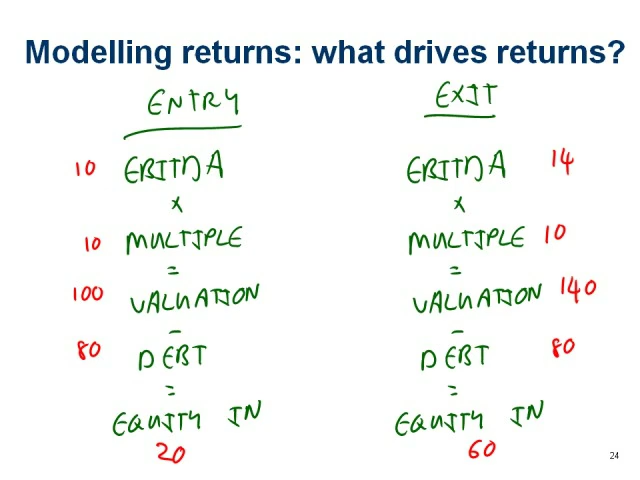 Modelling returns: what drives returns?
ENTRY EXIT
10 EBITDA EBITDA 14
x x
10 MULTIPLE MULTIPLE 10
= =
100 VALUATION VALUATION 140
- -
80 DEBT DEBT 80
= =
EQUITY IN EQUITY IN
20 60
24